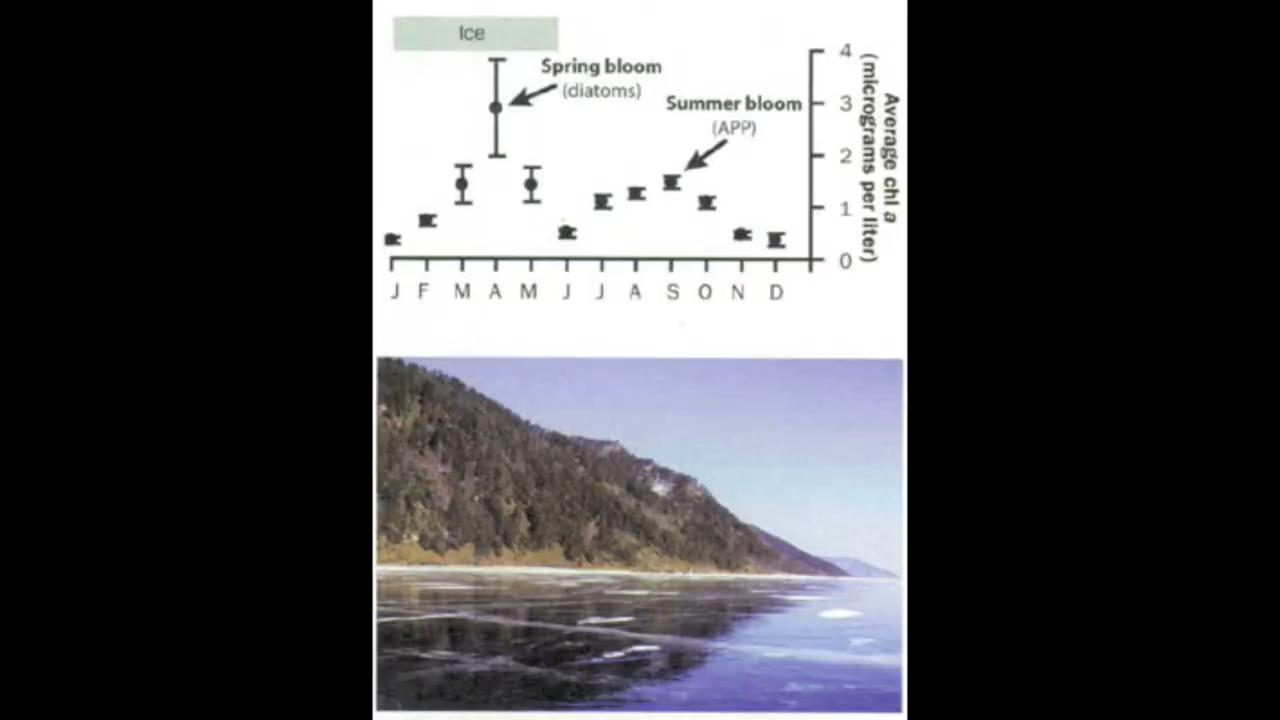 Ice
Spring bloom
(diatoms)
Summer bloom
(APP)
4
3
2
1
0
Average chl a
(micrograms per liter)
J F M A M J J A S O N D